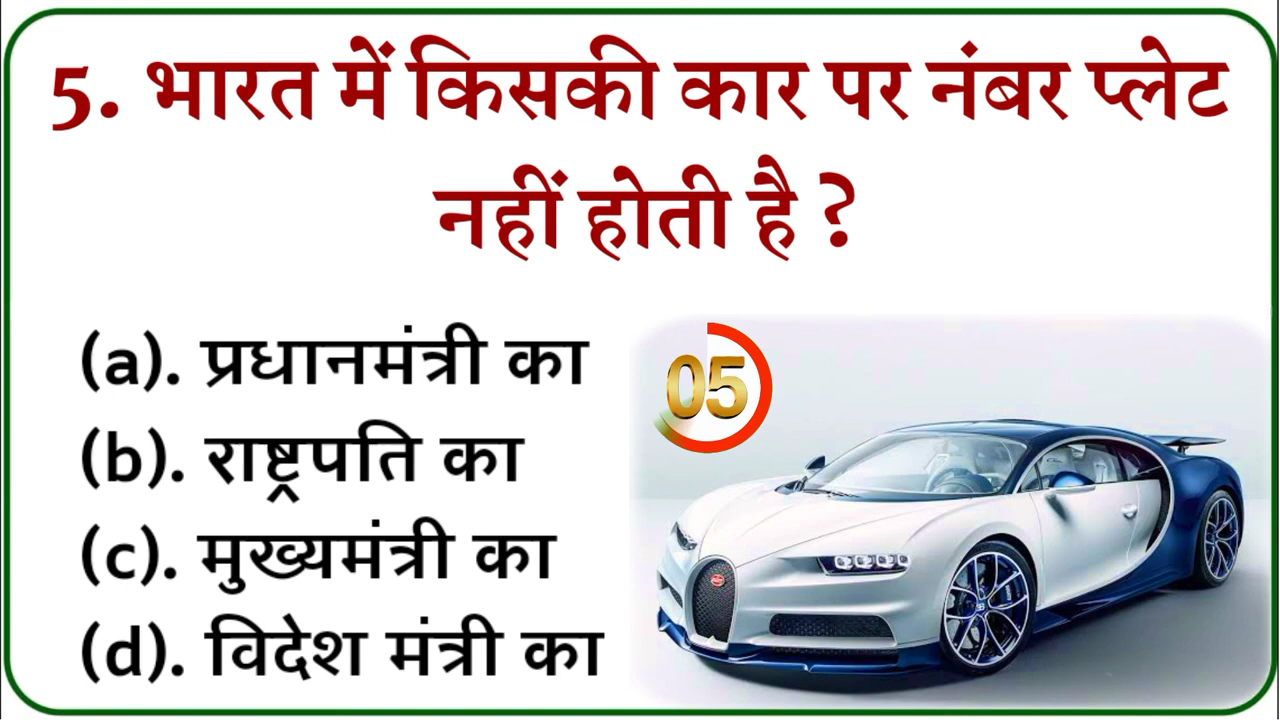 5. भारत में किसकी कार पर नंबर प्लेट
नहीं होती है ?
(a). प्रधानमंत्री का
(b). राष्ट्रपति का
(c). मुख्यमंत्री का
(d). विदेश मंत्री का
05